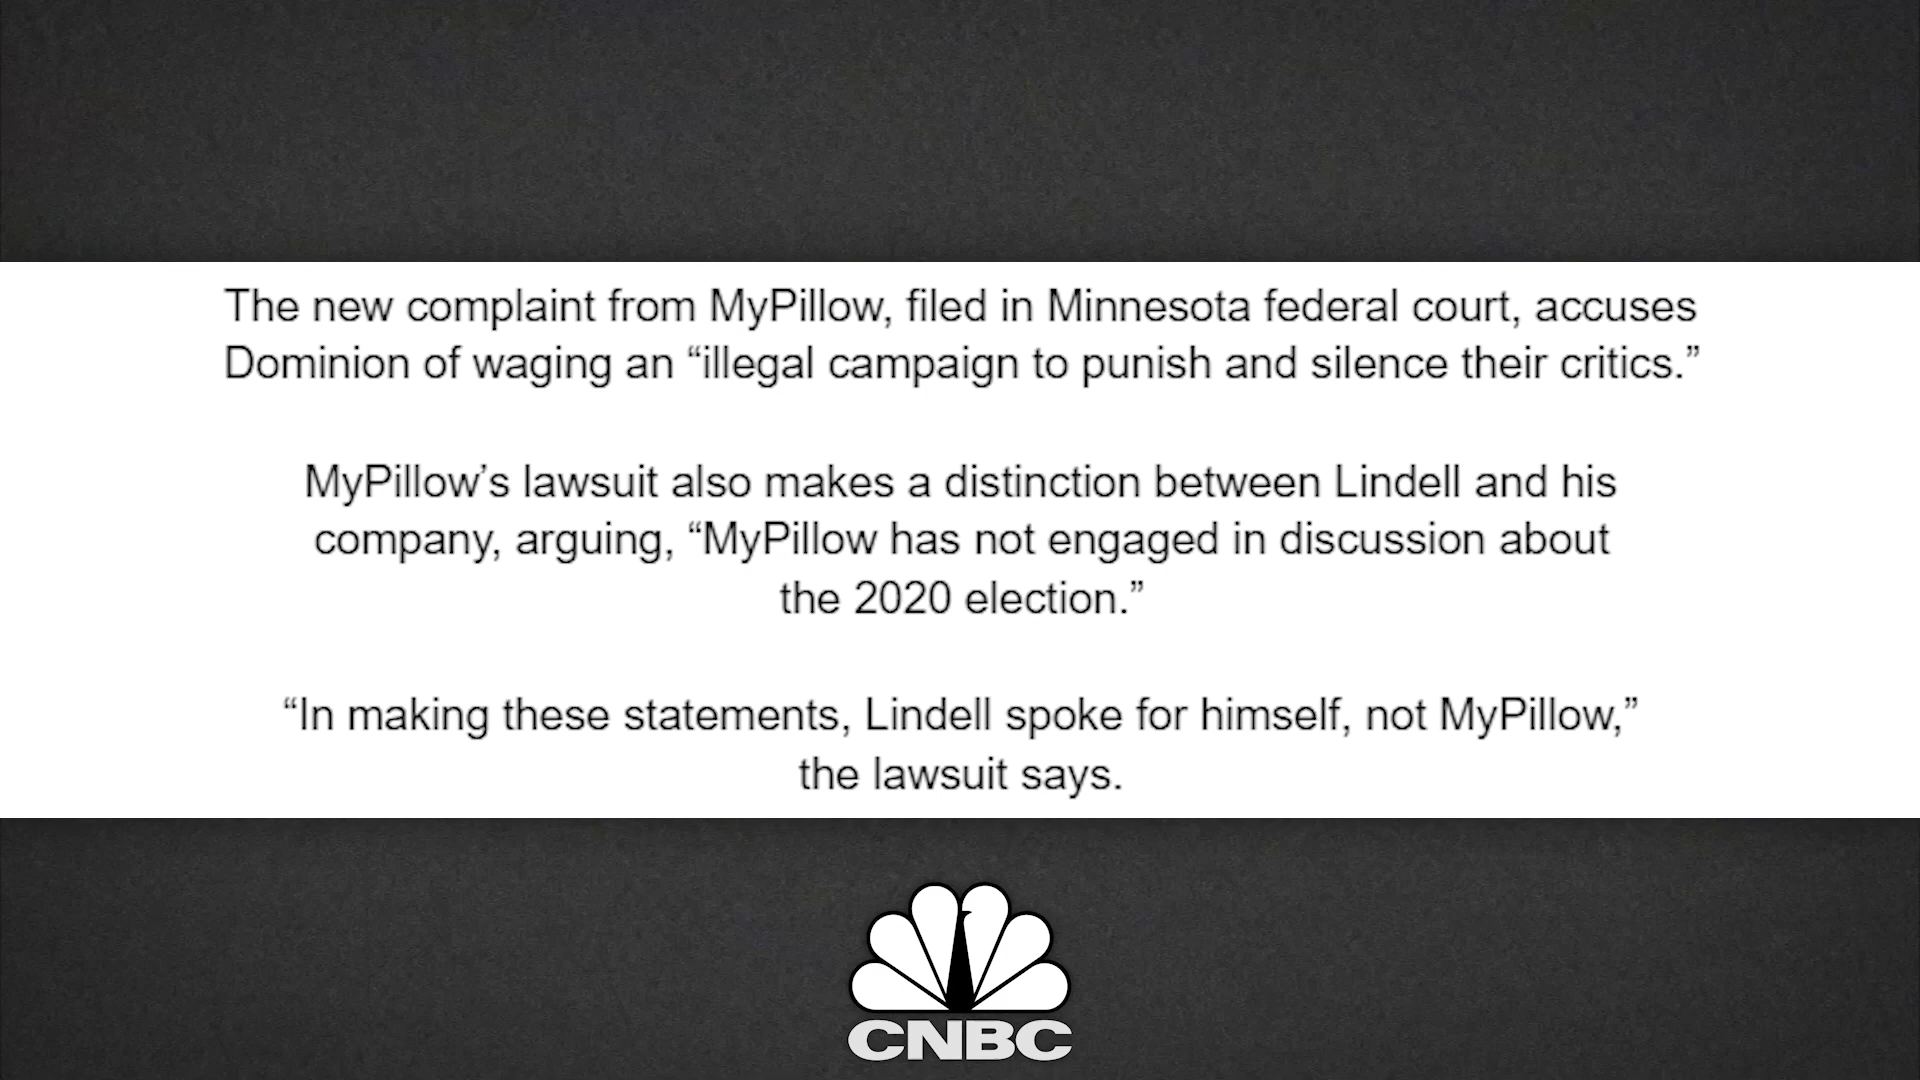 The new complaint from MyPillow, filed in Minnesota federal court, accuses
Dominion of waging an “illegal campaign to punish and silence their critics.”
MyPillow’s lawsuit also makes a distinction between Lindell and his
company, arguing, “MyPillow has not engaged in discussion about
the 2020 election.”
“In making these statements, Lindell spoke for himself, not MyPillow,”
the lawsuit says.
CNBC